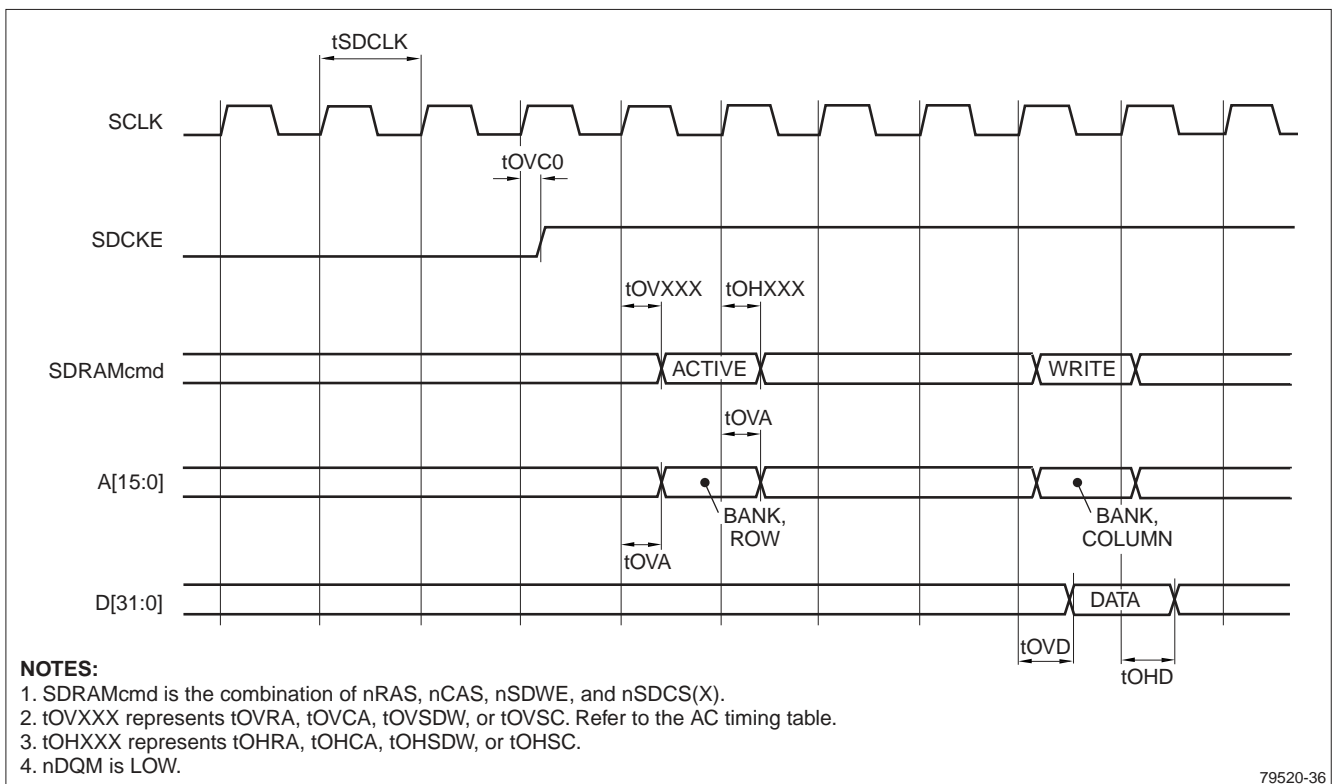 tSDCLK
SCLK
tOVC0
SDCKE
tOVXXX
tOHXXX
SDRAMcmd
ACTIVE
WRITE
tOVA
A[15:0]
BANK,
ROW
BANK,
COLUMN
tOVA
D[31:0]
DATA
tOVD
tOHD
NOTES:
1. SDRAMcmd is the combination of nRAS, nCAS, nSDWE, and nSDCS(X).
2. tOVXXX represents tOVRA, tOVCA, tOVSDW, or tOVSC. Refer to the AC timing table.
3. tOHXXX represents tOHRA, tOHCA, tOHSDW, or tOHSC.
4. nDQM is LOW.
79520-36